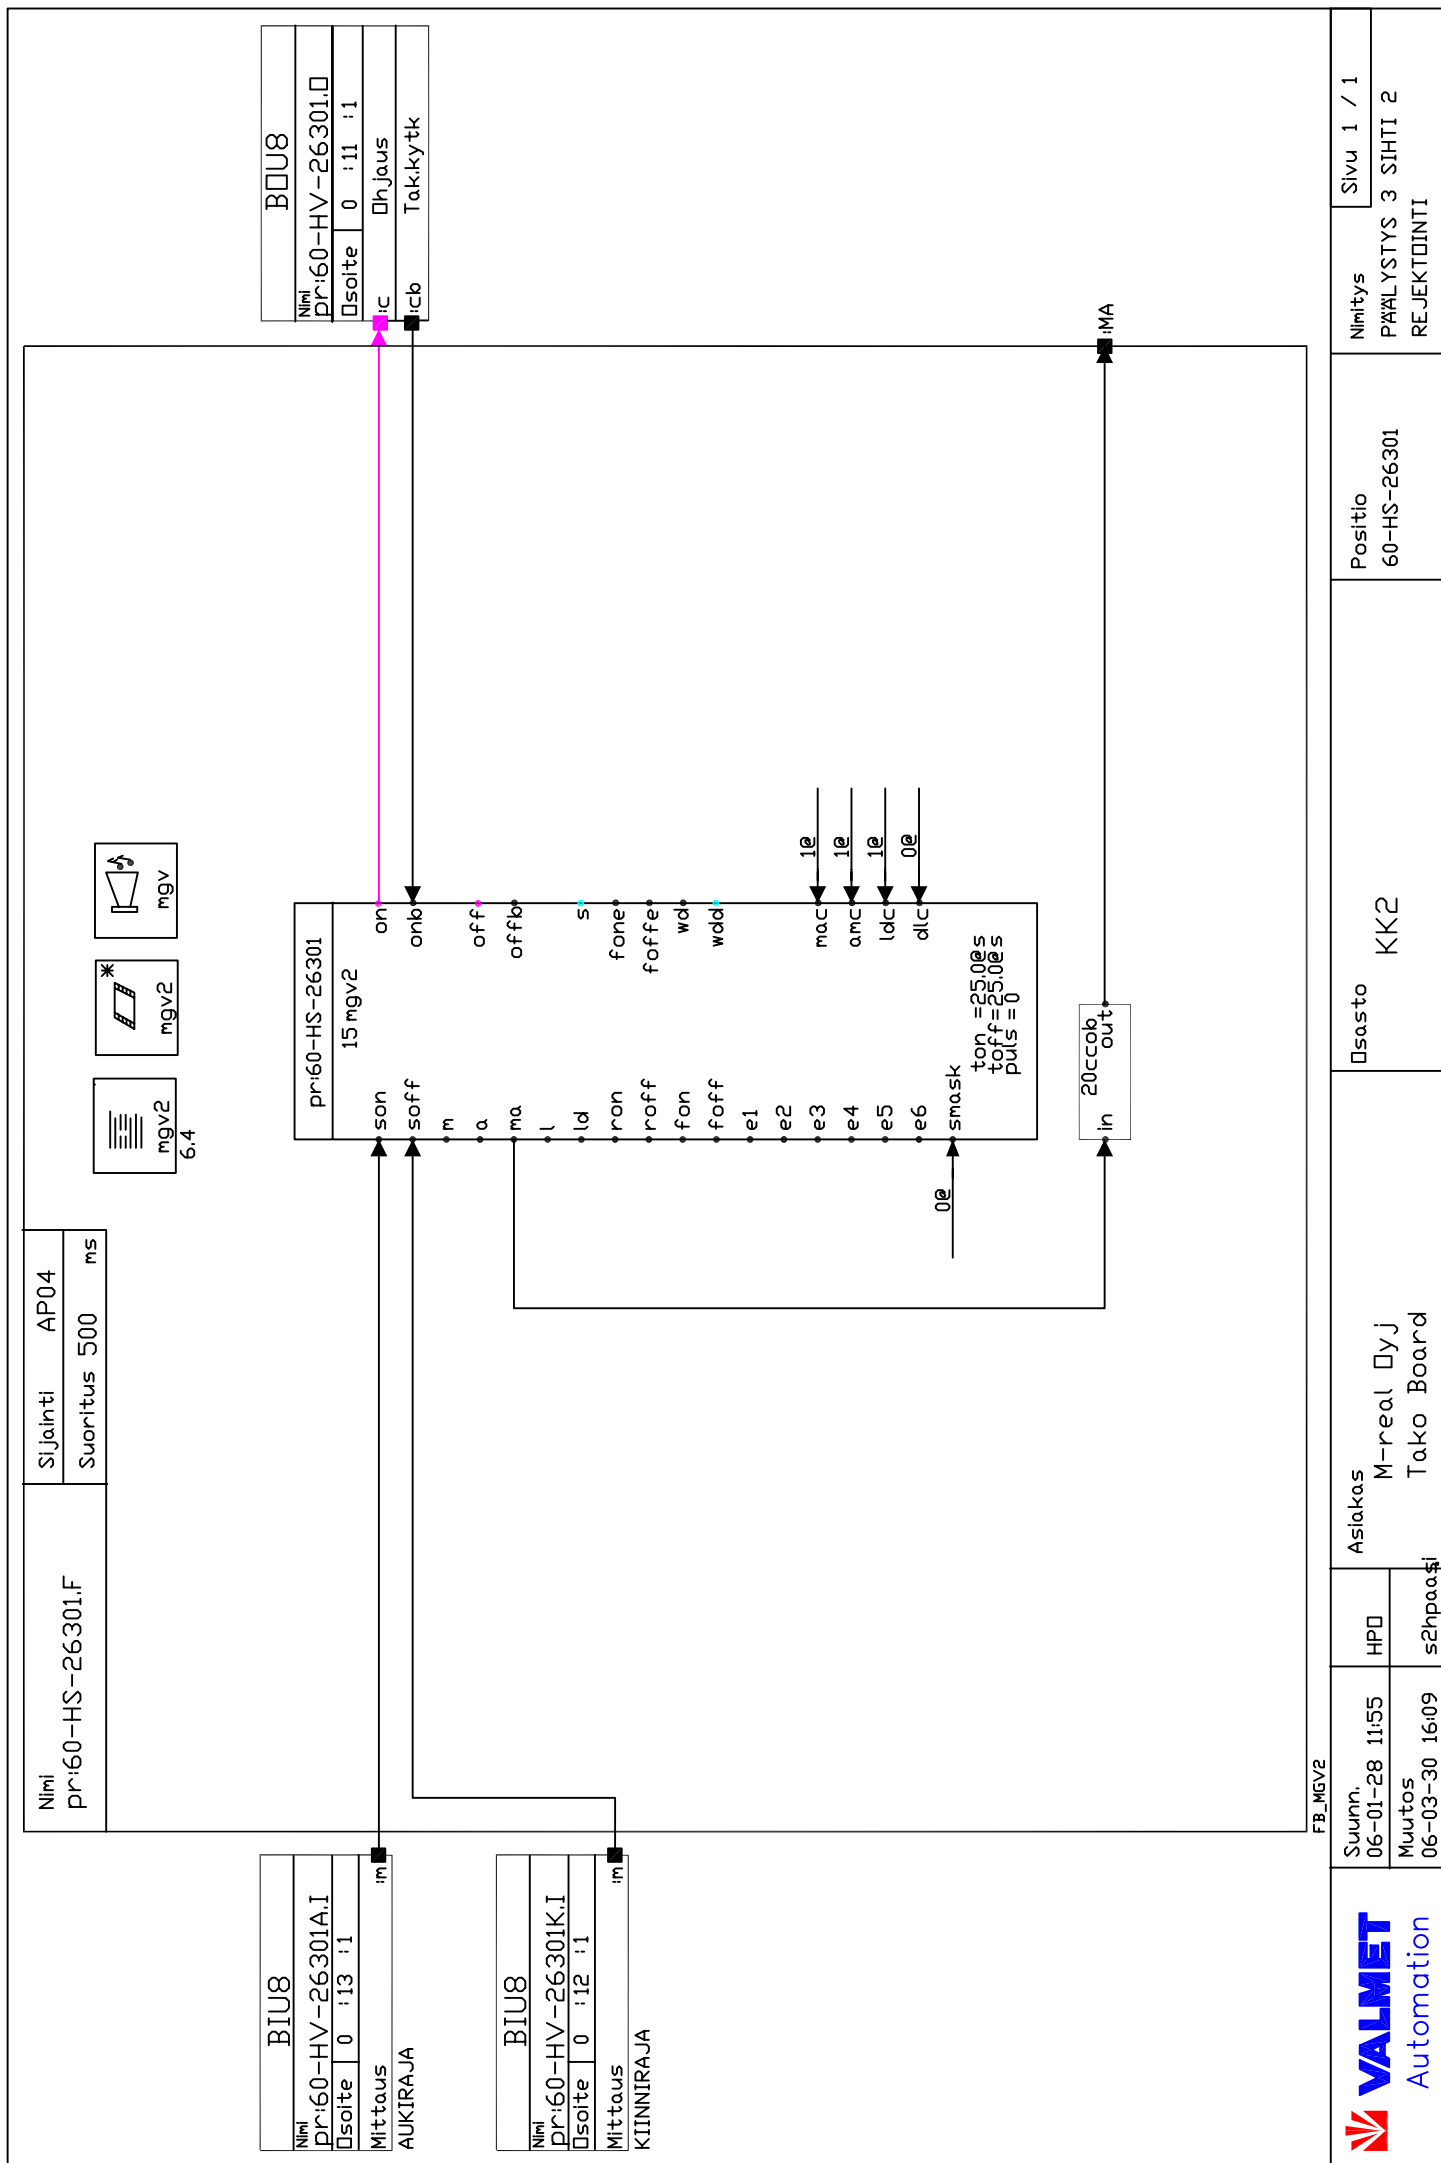 Nimi
pr:60-HS-26301.F
Sijainti AP04
Suoritus 500 ms
mgv2
6.4
mgv2
*
mgv
BIU8
Nimi
pr:60-HV-26301A.I
Osoite 0 :13 :1
Mittaus :m
AUKIRAJA
BIU8
Nimi
pr:60-HV-26301K.I
Osoite 0 :12 :1
Mittaus :m
KIINNIRAJA
pr:60-HS-26301
15 mgv2
son on
soff onb
m
a off
ma offb
l
ld s
ron fone
roff foffe
fon wd
foff wdd
e1
e2
e3 mac 1@
e4 amc 1@
e5 ldc 1@
e6 dlc 0@
0@ smask
ton =25.0@s
toff=25.0@s
puls =0
20ccob
in out
BOU8
Nimi
pr:60-HV-26301.O
Osoite 0 :11 :1
:c Ohjaus
:cb Tak.kytk
:MA
FB_MGV2
VALMET
Automation
Suunn.
06-01-28 11:55 HPO
Muutos
06-03-30 16:09 s2hpaasi
Asiakas
M-real Oyj
Tako Board
Osasto
KK2
Positio
60-HS-26301
Nimitys
PÄÄLYSTYS 3 SIHTI 2
REJEKTOINTI
Sivu 1 / 1